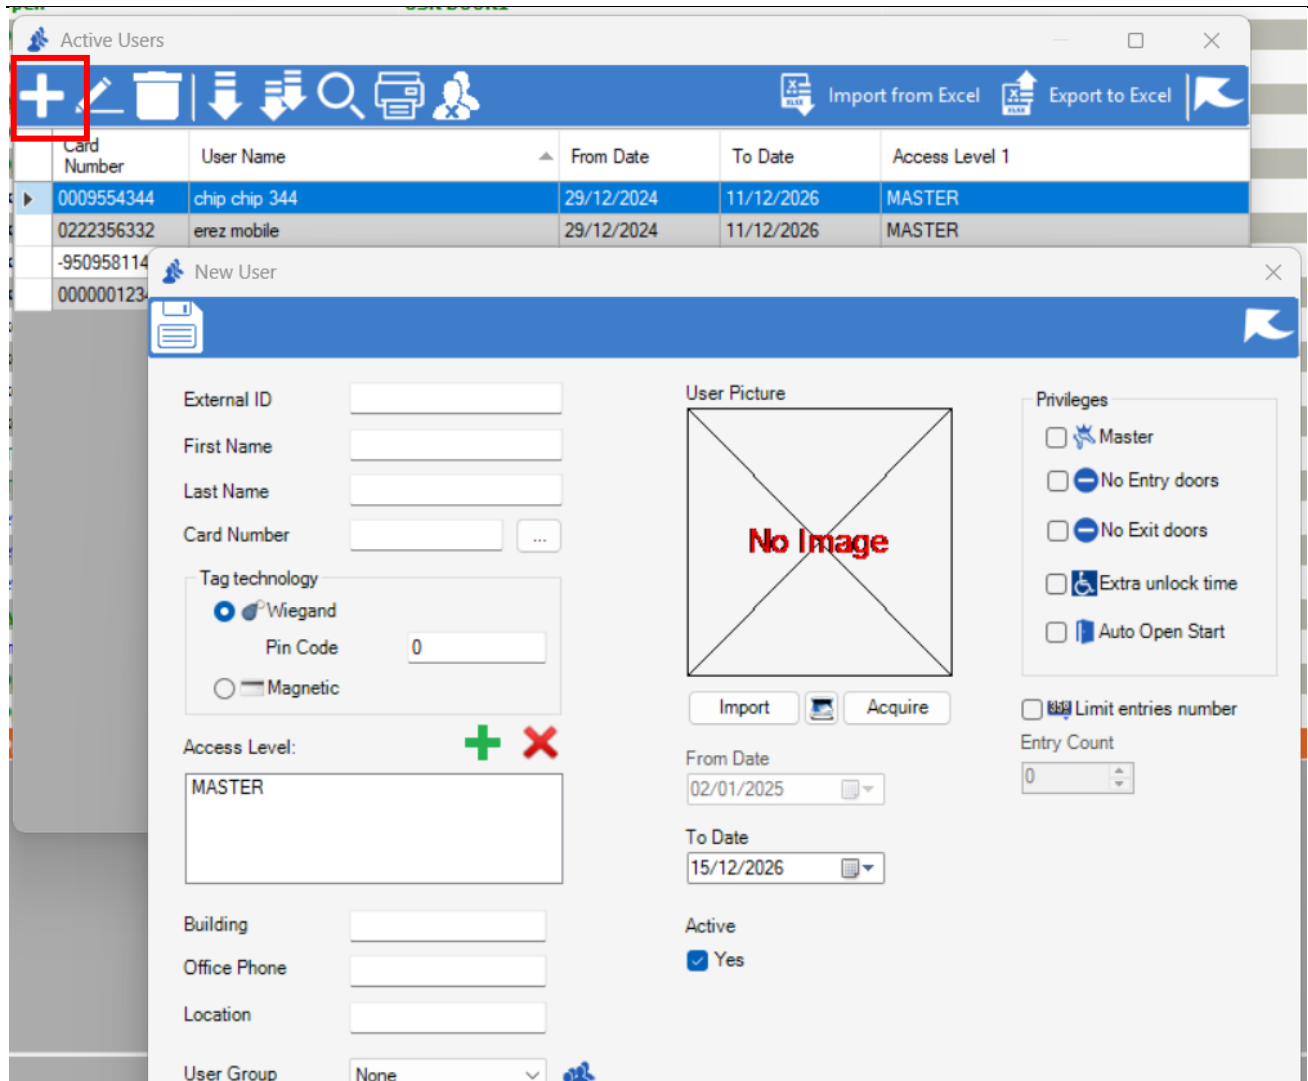 Active Users
Import from Excel
Export to Excel
Card Number
User Name
From Date
To Date
Access Level 1
0009554344 chip chip 344 29/12/2024 11/12/2026 MASTER
0222356332 erez mobile 29/12/2024 11/12/2026 MASTER
-950958114
New User
External ID
User Picture
Privileges
First Name
Master
Last Name
No Entry doors
Card Number
...
No Image
No Exit doors
Tag technology
Extra unlock time
Wiegand
Auto Open Start
Pin Code 0
Magnetic
Import
Acquire
Limit entries number
Access Level:
From Date
Entry Count
MASTER
02/01/2025
0
To Date
15/12/2026
Building
Active
Office Phone
Yes
Location
User Group None